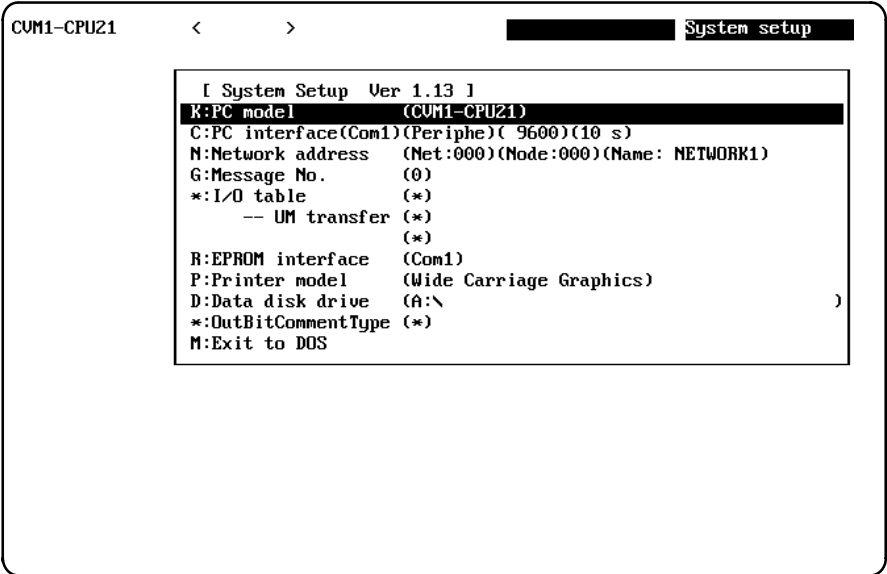 CVM1-CPU21 < > System setup
[ System Setup Ver 1.13 ]
K:PC model (CVM1-CPU21)
C:PC interface(Com1)(Periphe)( 9600)(10 s)
N:Network address (Net:000)(Node:000)(Name: NETWORK1)
G:Message No. (0)
*:I/O table (*)
-- UM transfer (*)
(*)
R:EPROM interface (Com1)
P:Printer model (Wide Carriage Graphics)
D:Data disk drive (A:\ )
*:OutBitCommentType (*)
M:Exit to DOS